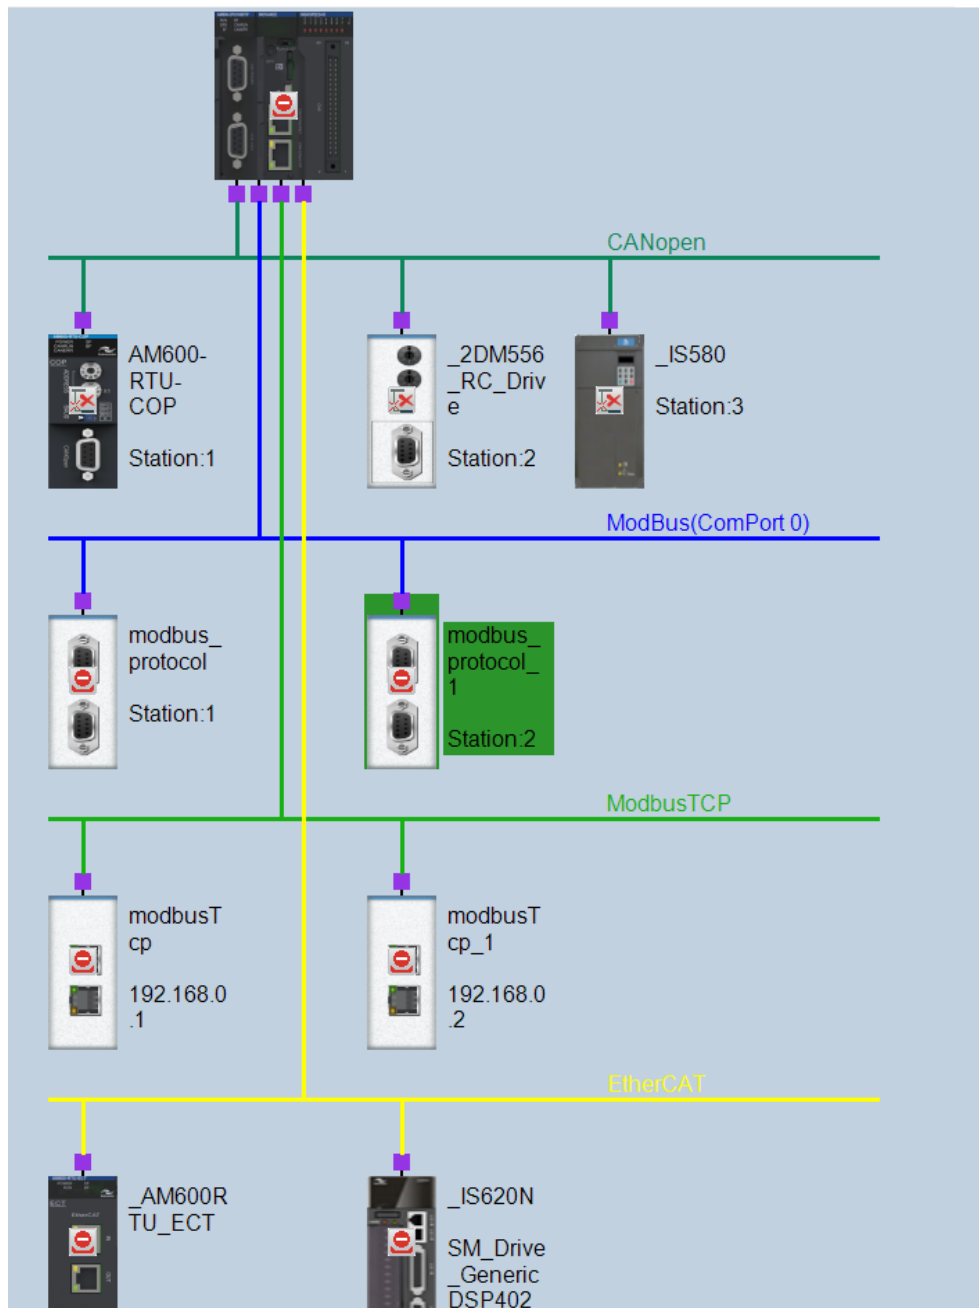 CANopen
AM600-
RTU-
COP
Station:1
_2DM556
_RC_Driv
e
Station:2
_IS580
Station:3
ModBus(ComPort 0)
modbus_
protocol
Station:1
modbus_
protocol_
1
Station:2
ModbusTCP
modbusT
cp
192.168.0
.1
modbusT
cp_1
192.168.0
.2
EtherCAT
_AM600R
TU_ECT
_IS620N
SM_Drive
_Generic
DSP402